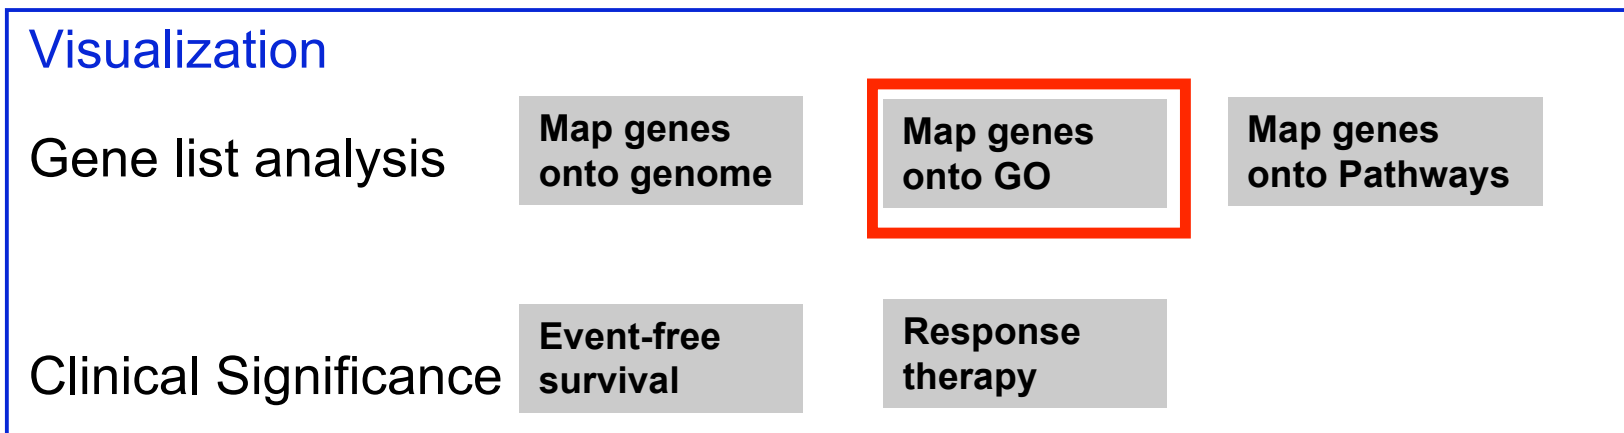 Visualization
Gene list analysis
Map genes
onto genome
Map genes
onto GO
Map genes
onto Pathways
Clinical Significance
Event-free
survival
Response
therapy